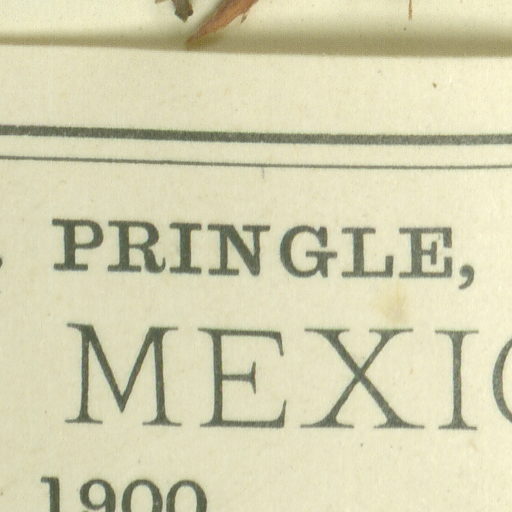 , PRINGLE,
MEXIC
1900